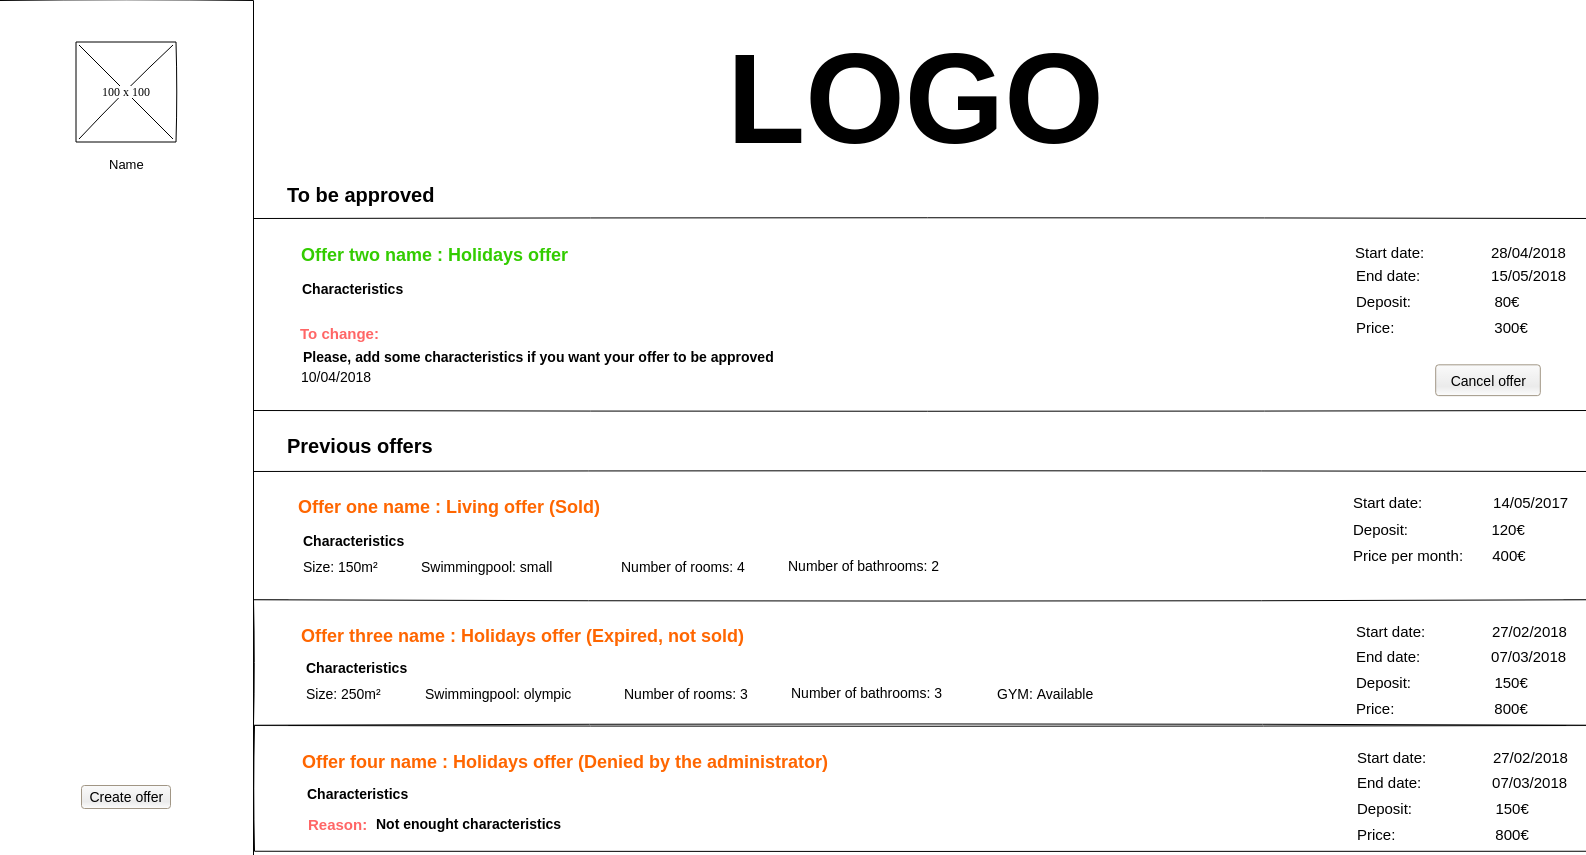 100 x 100
Name
Create offer
LOGO
To be approved
Offer two name : Holidays offer
Characteristics
To change:
Please, add some characteristics if you want your offer to be approved
10/04/2018
Start date: 28/04/2018
End date: 15/05/2018
Deposit: 80€
Price: 300€
Cancel offer
Previous offers
Offer one name : Living offer (Sold)
Characteristics
Size: 150m² Swimmingpool: small Number of rooms: 4 Number of bathrooms: 2
Start date: 14/05/2017
Deposit: 120€
Price per month: 400€
Offer three name : Holidays offer (Expired, not sold)
Characteristics
Size: 250m² Swimmingpool: olympic Number of rooms: 3 Number of bathrooms: 3 GYM: Available
Start date: 27/02/2018
End date: 07/03/2018
Deposit: 150€
Price: 800€
Offer four name : Holidays offer (Denied by the administrator)
Characteristics
Reason: Not enought characteristics
Start date: 27/02/2018
End date: 07/03/2018
Deposit: 150€
Price: 800€